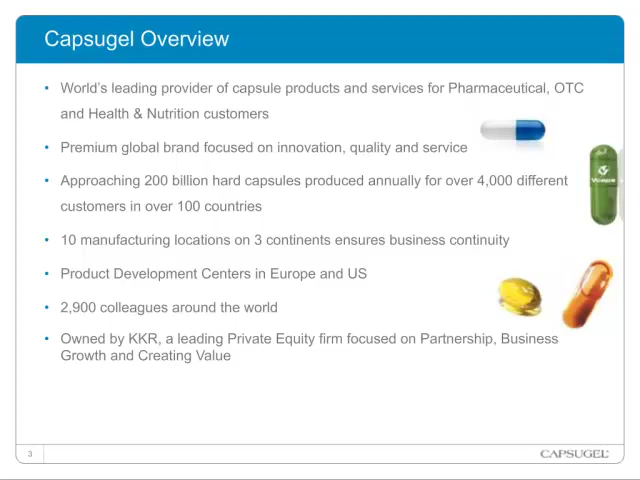 Capsugel Overview
• World's leading provider of capsule products and services for Pharmaceutical, OTC
and Health & Nutrition customers
• Premium global brand focused on innovation, quality and service
• Approaching 200 billion hard capsules produced annually for over 4,000 different
customers in over 100 countries
• 10 manufacturing locations on 3 continents ensures business continuity
• Product Development Centers in Europe and US
• 2,900 colleagues around the world
• Owned by KKR, a leading Private Equity firm focused on Partnership, Business
Growth and Creating Value
3
CAPSUGEL